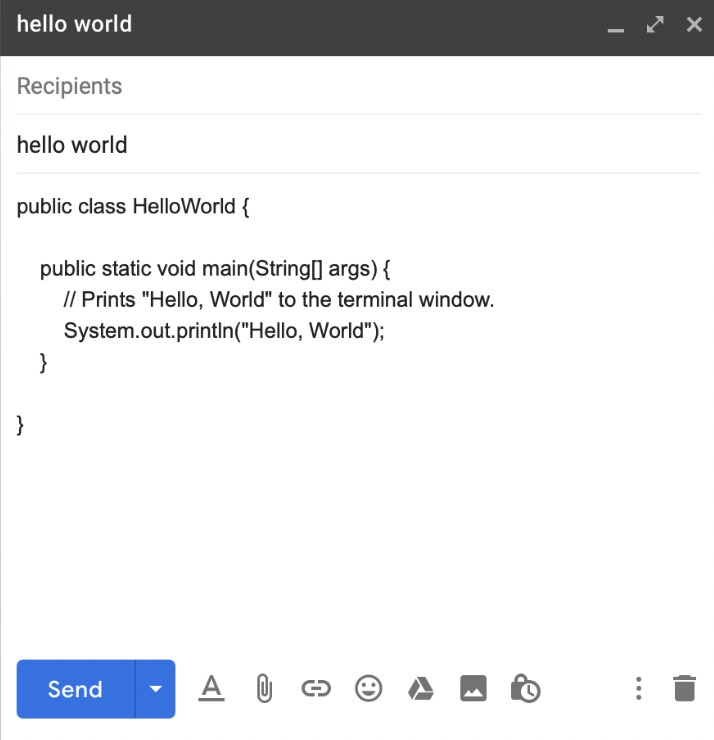 hello world
Recipients
hello world
public class HelloWorld {
public static void main(String[] args) {
// Prints "Hello, World" to the terminal window.
System.out.println("Hello, World");
}
}
Send